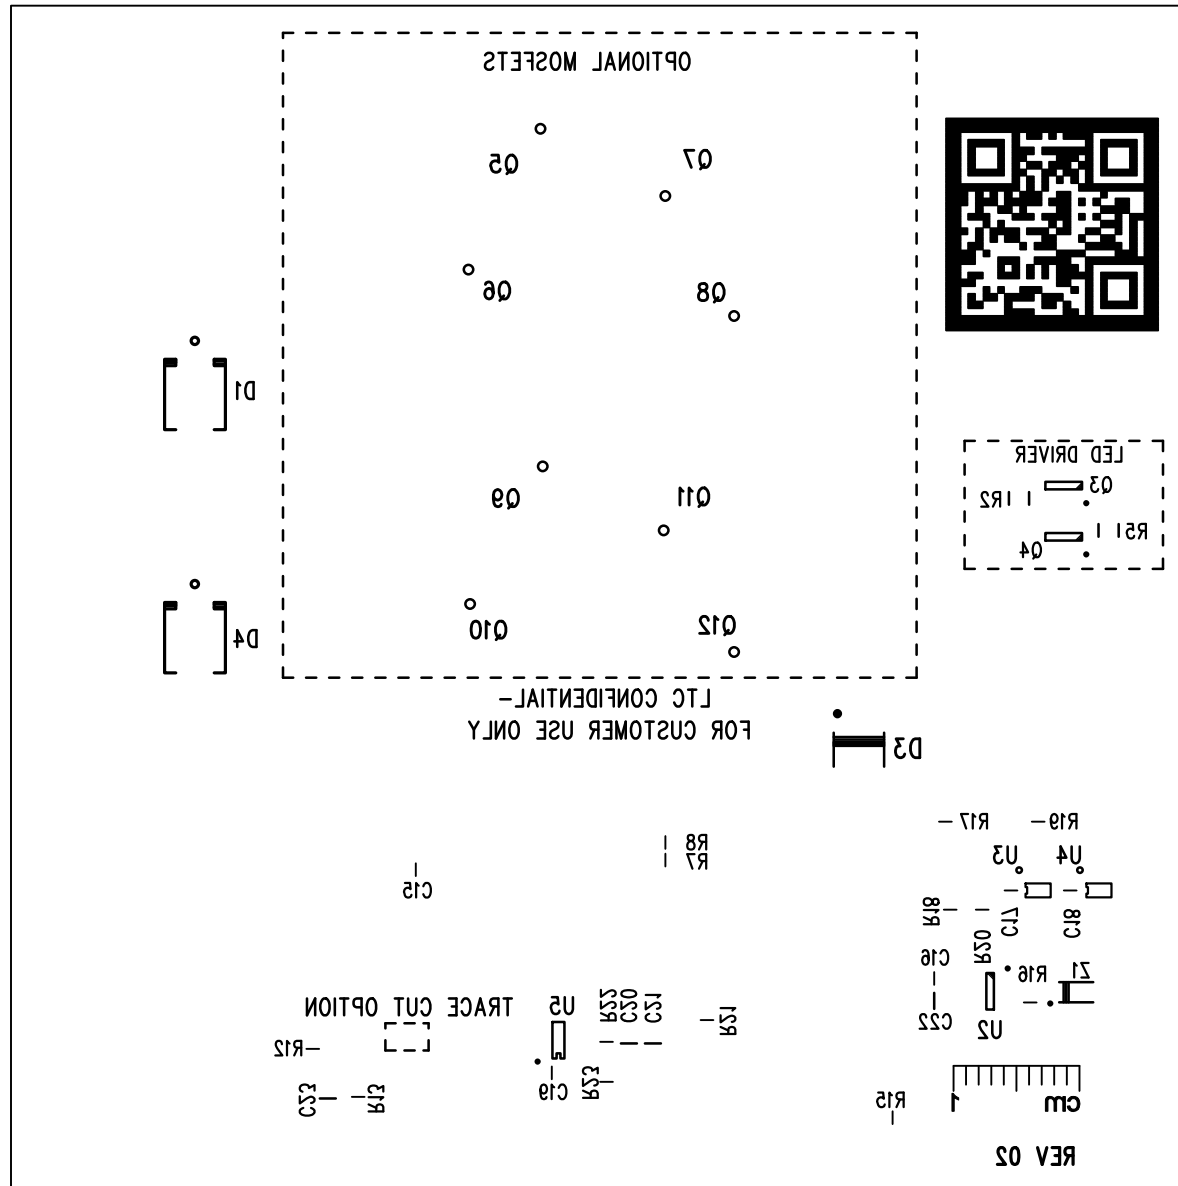 OPTIONAL MOSFETS
Q5
Q7
Q6
Q8
D1
LED DRIVER
Q3
R2
R5
Q4
Q9
Q11
Q10
Q12
D4
LTC CONFIDENTIAL-
FOR CUSTOMER USE ONLY
D3
R17
R19
R8
R7
U3
U4
C15
R18
R20
C17
C18
C16
R16
Z1
C22
U2
TRACE CUT OPTION
U5
R22
C20
C21
R21
R12
C23
R13
C19
R23
R15
1
cm
REV 02